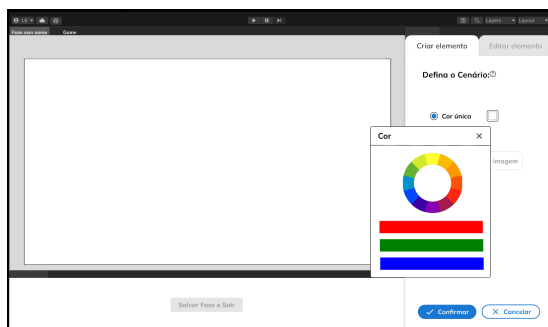 LR
Layers
Layout
Fase sem nome
Game
Criar elemento
Editar elemento
Defina o Cenário:
Cor única
Cor
imagem
Salvar Fase e Sair
Confirmar
Cancelar